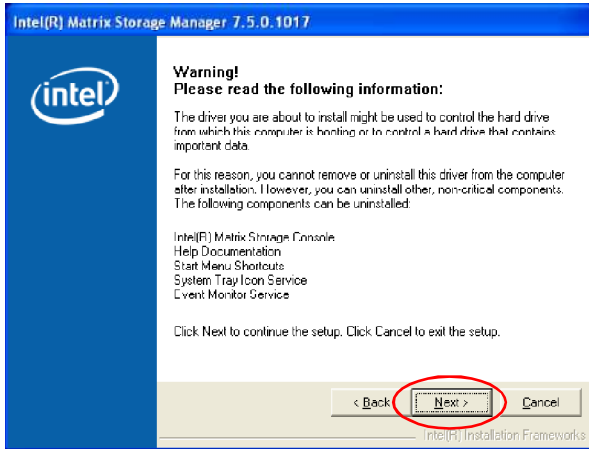 Intel(R) Matrix Storage Manager 7.5.0.1017
intel
Warning!
Please read the following information:
The driver you are about to install might be used to control the hard drive
from which this computer is booting or to control a hard drive that contains
important data.
For this reason, you cannot remove or uninstall this driver from the computer
after installation. However, you can uninstall other, non-critical components.
The following components can be uninstalled:
Intel(R) Matrix Storage Console
Help Documentation
Start Menu Shortcuts
System Tray Icon Service
Event Monitor Service
Click Next to continue the setup. Click Cancel to exit the setup.
< Back Next > Cancel
Intel(R) Installation Frameworks